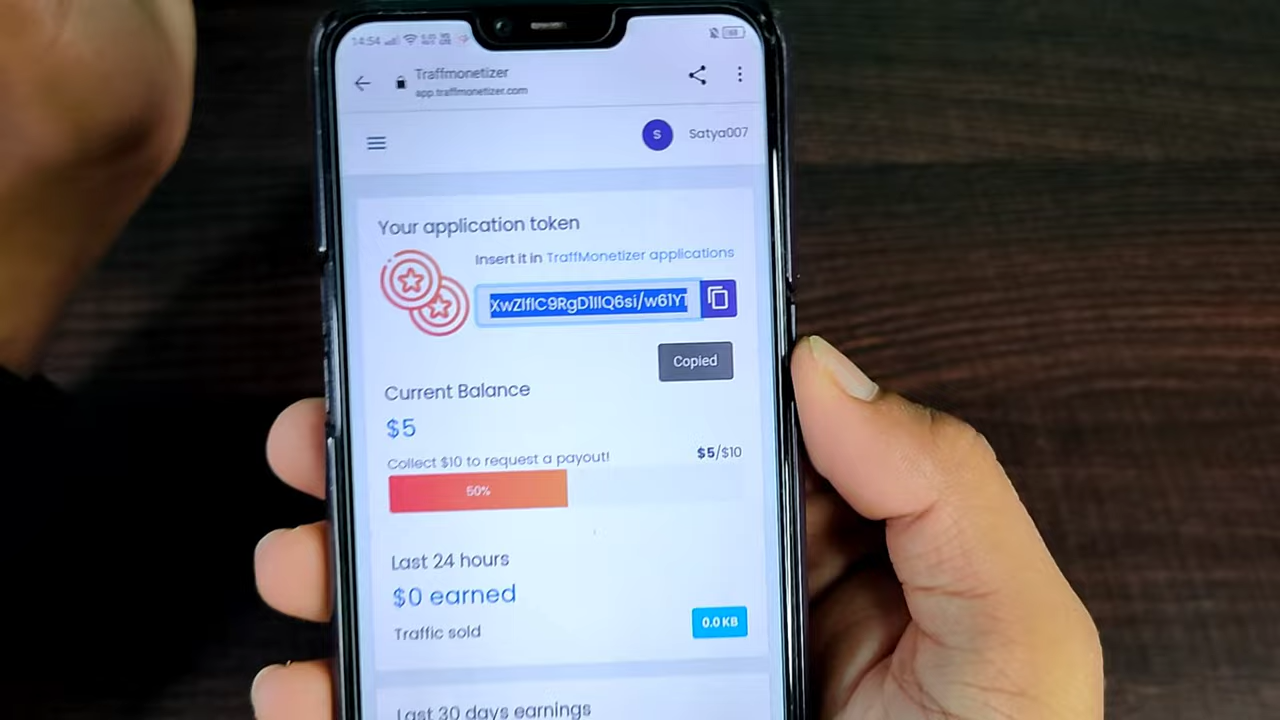 14:54
Traffmonetizer
app.traffmonetizer.com
S Satya007
Your application token
Insert it in TraffMonetizer applications
Copied
Current Balance
$5
Collect $10 to request a payout! $5/$10
50%
Last 24 hours
$0 earned
Traffic sold 0.0 KB
Last 30 days earnings